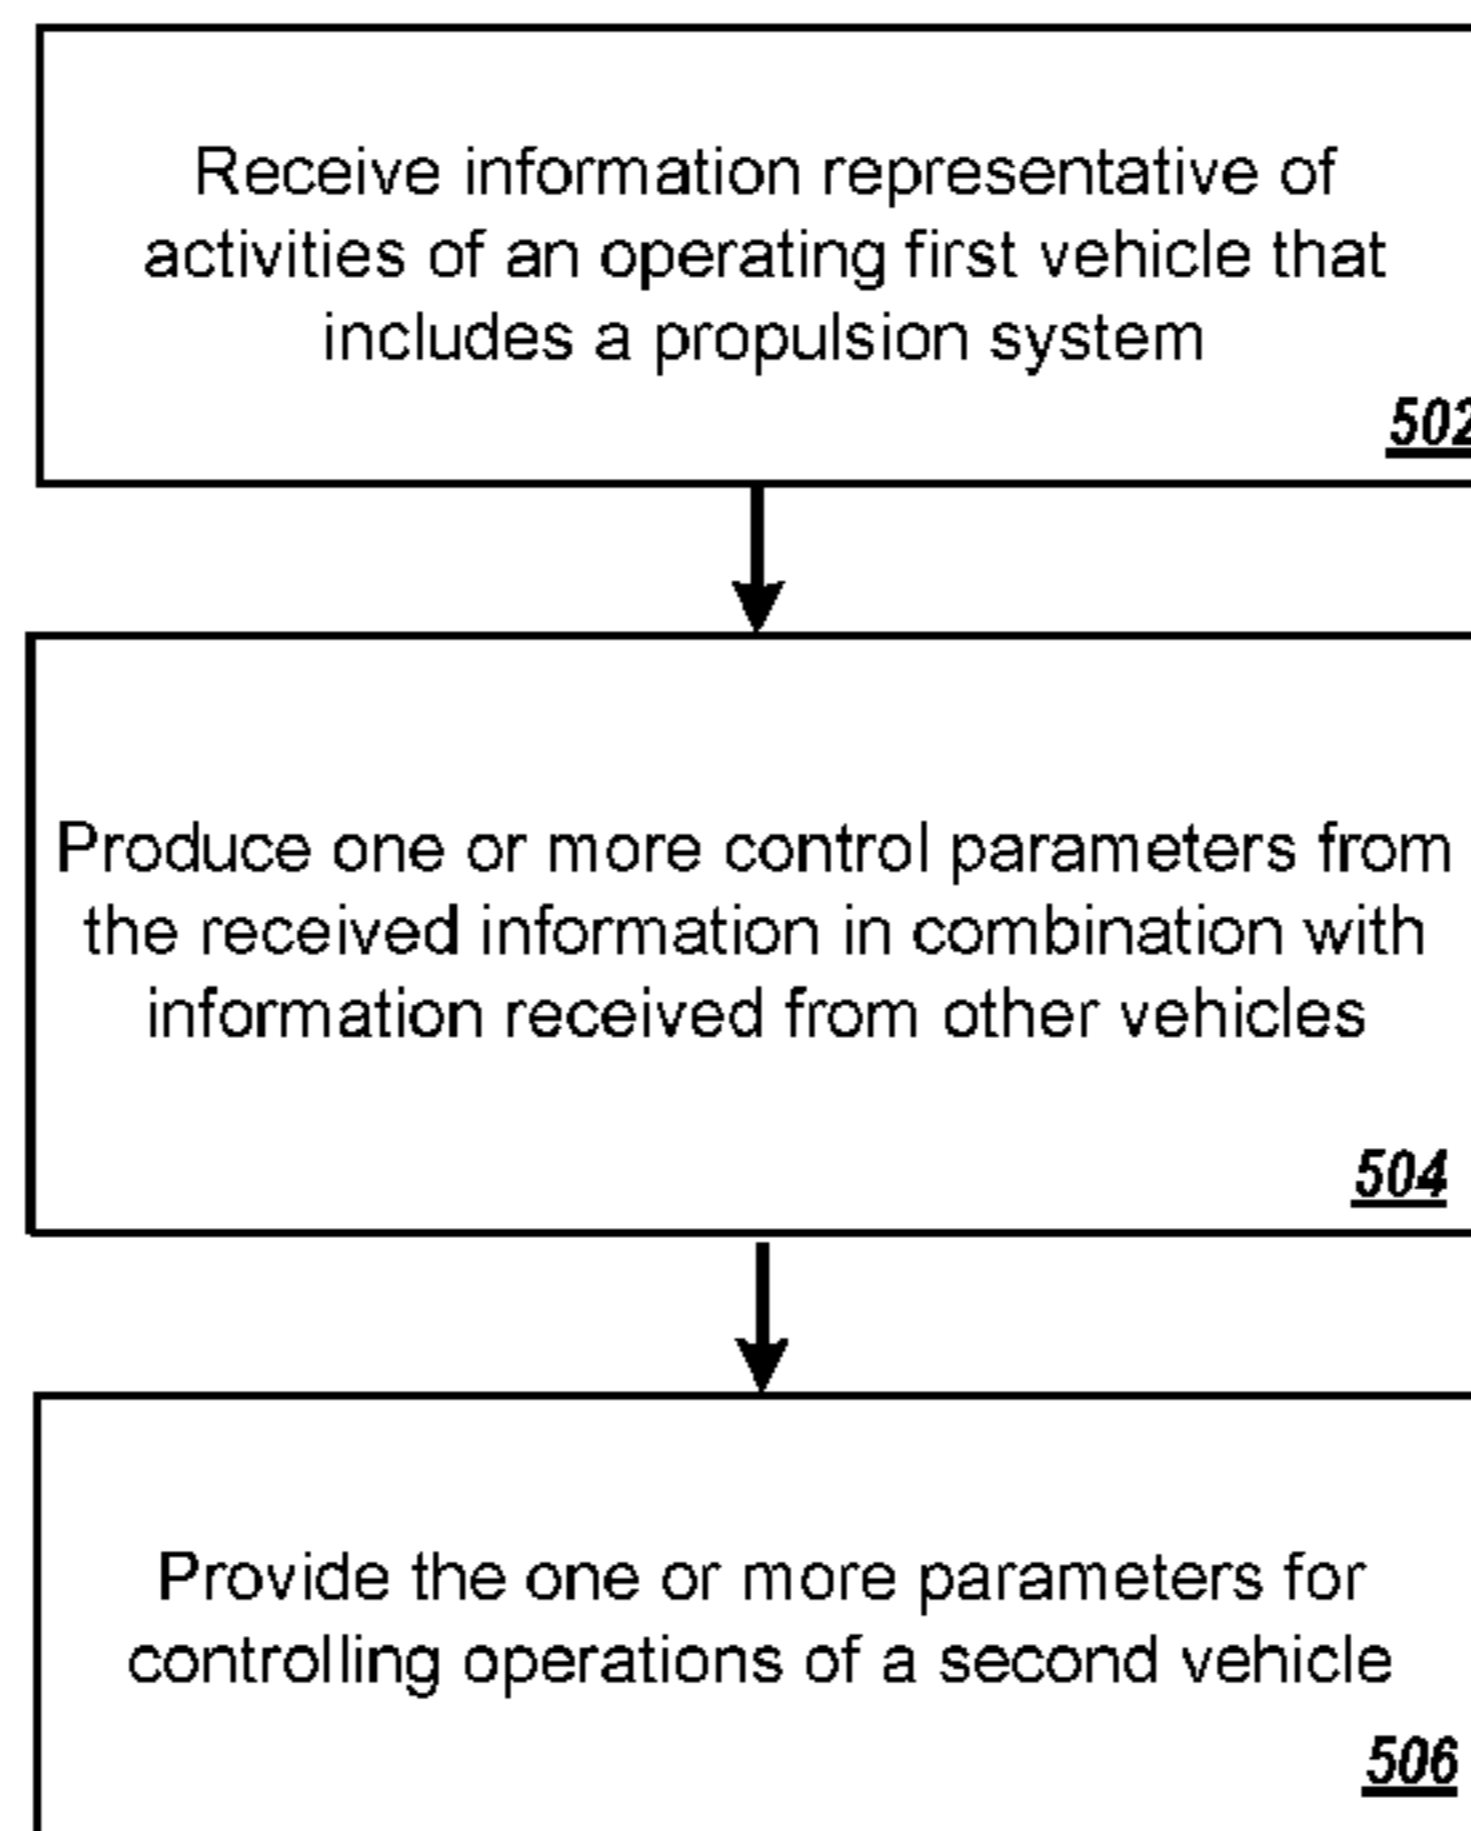 Receive information representative of
activities of an operating first vehicle that
includes a propulsion system
502
Produce one or more control parameters from
the received information in combination with
information received from other vehicles
504
Provide the one or more parameters for
controlling operations of a second vehicle
506